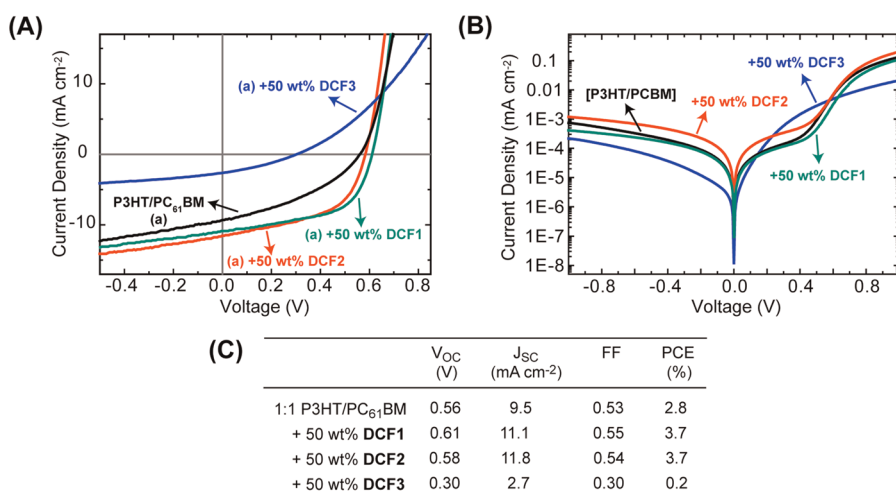 (A)
Current Density (mA cm-2)
10
0
-10
-0.4 -0.2 0.0 0.2 0.4 0.6 0.8
Voltage (V)
(a) +50 wt% DCF3
P3HT/PC61BM
(a)
(a) +50 wt% DCF1
(a) +50 wt% DCF2
(B)
Current Density (mA cm-2)
0.1
0.01
1E-3
1E-4
1E-5
1E-6
1E-7
1E-8
-0.8 -0.4 0.0 0.4 0.8
Voltage (V)
+50 wt% DCF3
[P3HT/PCBM]
+50 wt% DCF2
+50 wt% DCF1
(C)
VOC JSC FF PCE
(V) (mA cm-2) (%)
1:1 P3HT/PC61BM 0.56 9.5 0.53 2.8
+ 50 wt% DCF1 0.61 11.1 0.55 3.7
+ 50 wt% DCF2 0.58 11.8 0.54 3.7
+ 50 wt% DCF3 0.30 2.7 0.30 0.2